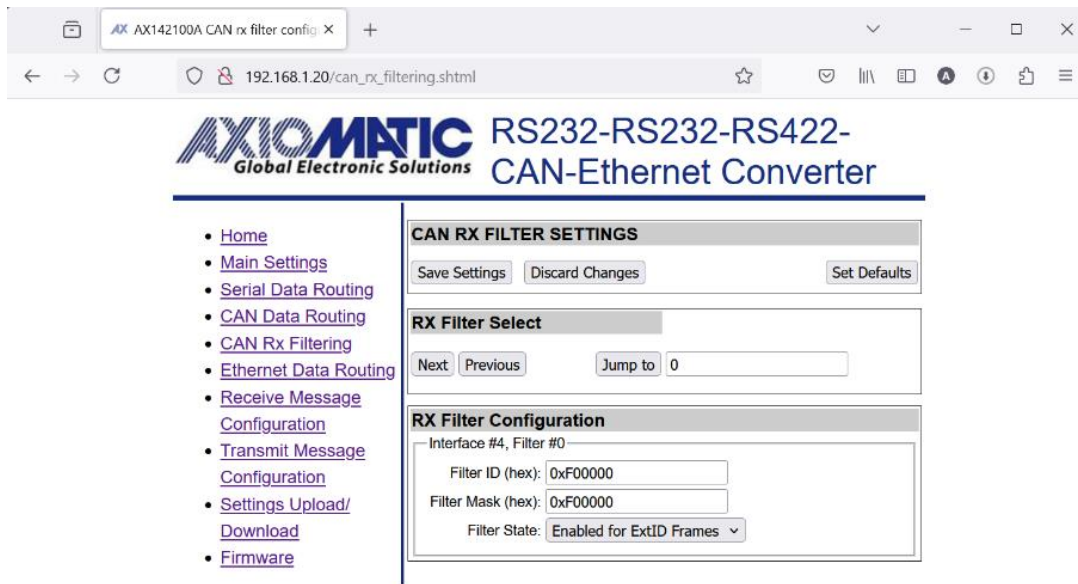 AX142100A CAN rx filter config
192.168.1.20/can_rx_filtering.shtml
AXIOMATIC
Global Electronic Solutions
RS232-RS232-RS422-
CAN-Ethernet Converter
Home
Main Settings
Serial Data Routing
CAN Data Routing
CAN Rx Filtering
Ethernet Data Routing
Receive Message
Configuration
Transmit Message
Configuration
Settings Upload/
Download
Firmware
CAN RX FILTER SETTINGS
Save Settings Discard Changes Set Defaults
RX Filter Select
Next Previous Jump to 0
RX Filter Configuration
Interface #4, Filter #0
Filter ID (hex): 0xF00000
Filter Mask (hex): 0xF00000
Filter State: Enabled for ExtID Frames